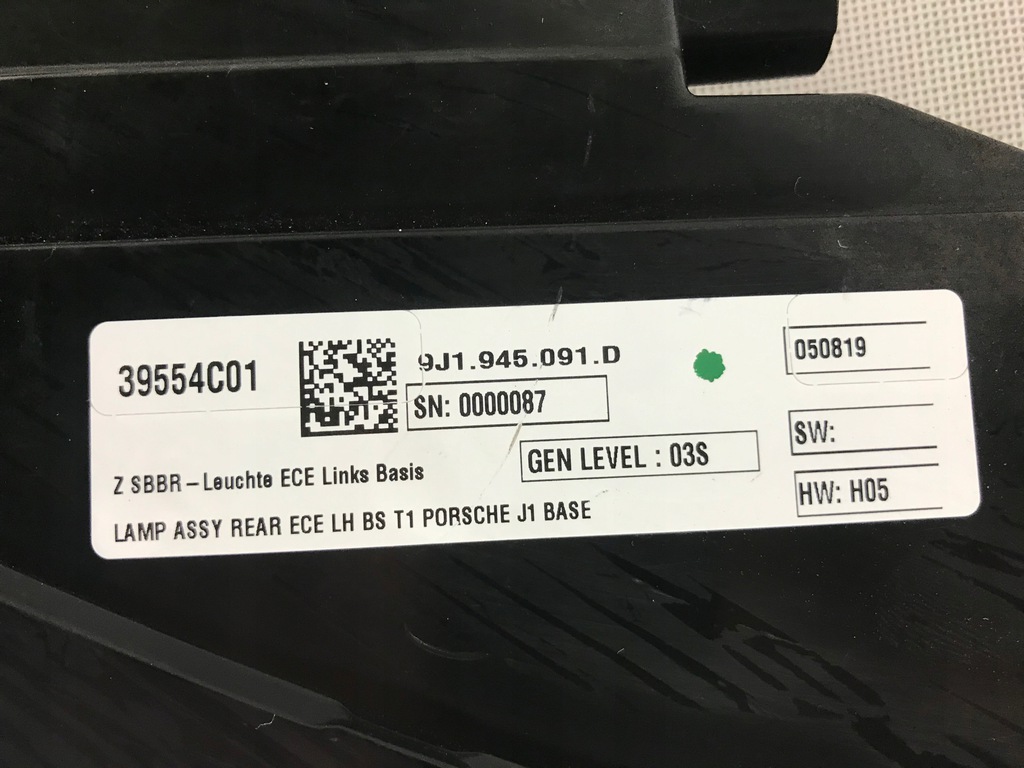 39554C01
9J1.945.091.D
SN: 0000087
050819
SW:
GEN LEVEL : 03S
HW: H05
Z SBBR – Leuchte ECE Links Basis
LAMP ASSY REAR ECE LH BS T1 PORSCHE J1 BASE